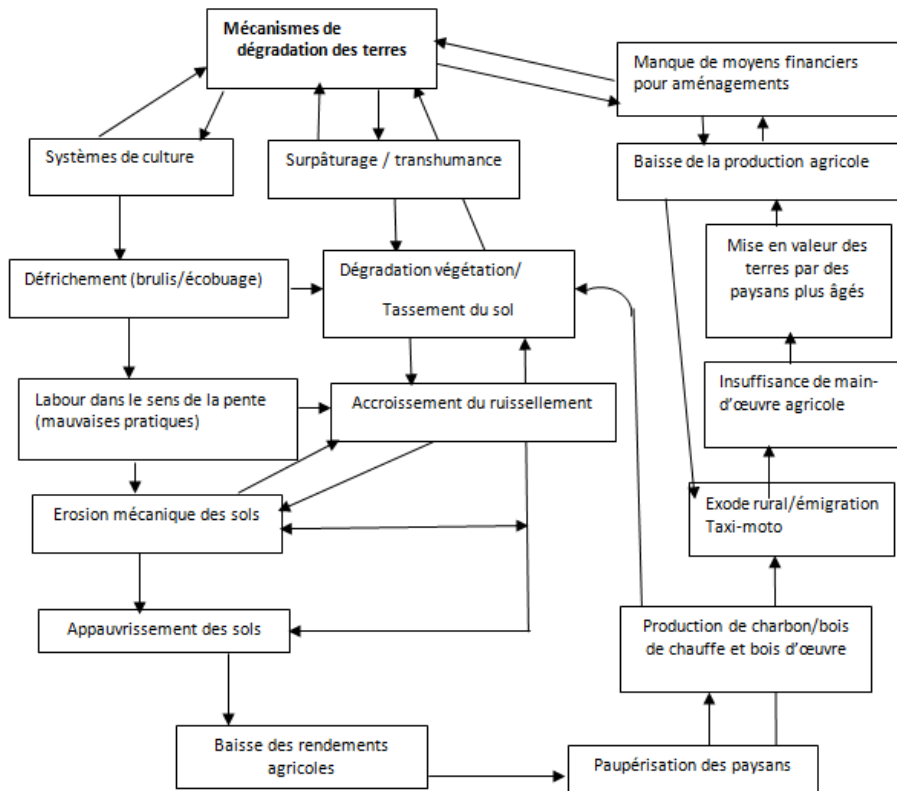 Mécanismes de
dégradation des terres
Manque de moyens financiers
pour aménagements
Systèmes de culture
Surpâturage / transhumance
Baisse de la production agricole
Mise en valeur des
terres par des
paysans plus âgés
Défrichement (brulis/écobuage)
Dégradation végétation/
Tassement du sol
Labour dans le sens de la pente
(mauvaises pratiques)
Accroissement du ruissellement
Insuffisance de main-
d’œuvre agricole
Erosion mécanique des sols
Exode rural/émigration
Taxi-moto
Appauvrissement des sols
Production de charbon/bois
de chauffe et bois d’œuvre
Baisse des rendements
agricoles
Paupérisation des paysans